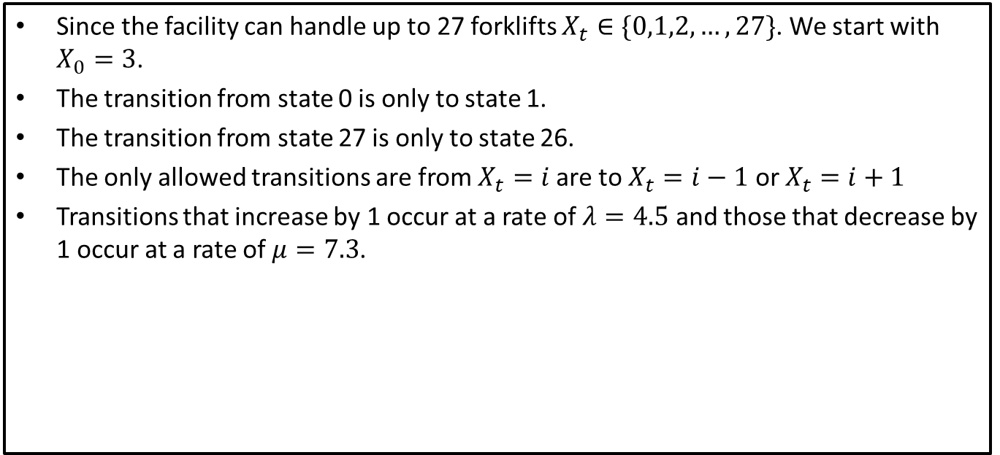 • Since the facility can handle up to 27 forklifts X_t ∈ {0,1,2, … , 27}. We start with
X_0 = 3.
• The transition from state 0 is only to state 1.
• The transition from state 27 is only to state 26.
• The only allowed transitions are from X_t = i are to X_t = i − 1 or X_t = i + 1
• Transitions that increase by 1 occur at a rate of λ = 4.5 and those that decrease by
1 occur at a rate of μ = 7.3.